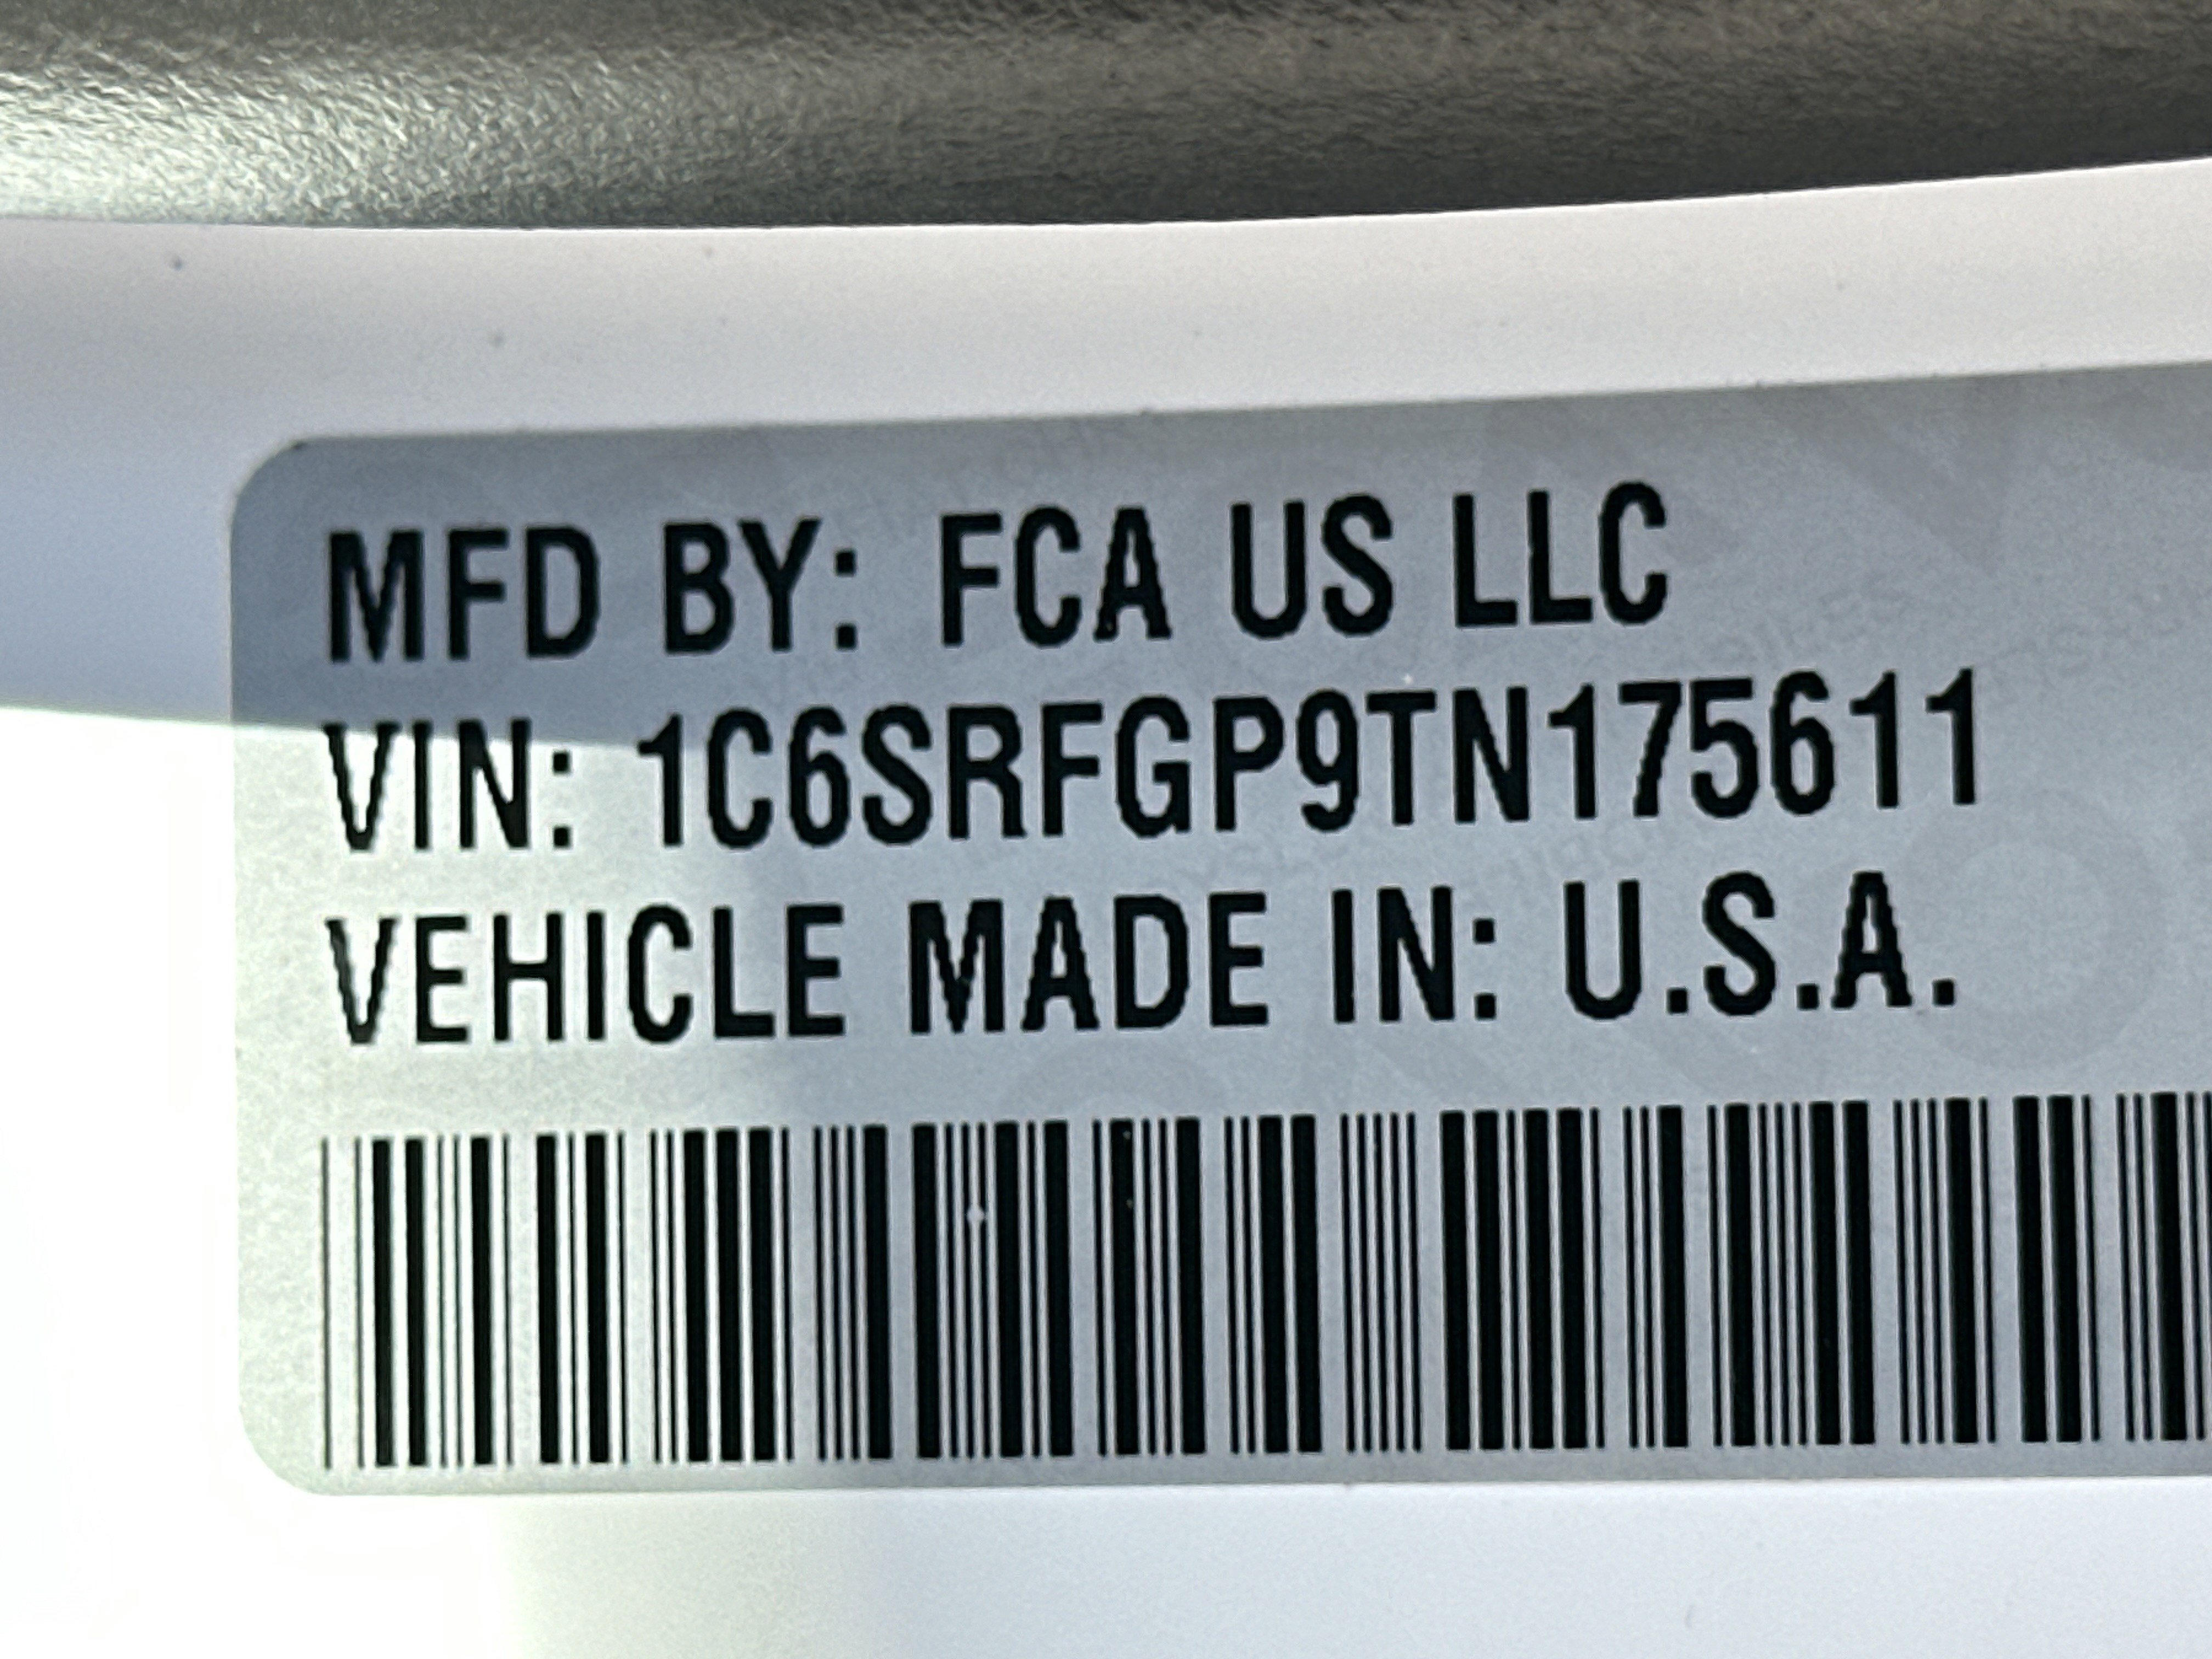 MFD BY: FCA US LLC
VIN: 1C6SRFGP9TN175611
VEHICLE MADE IN: U.S.A.